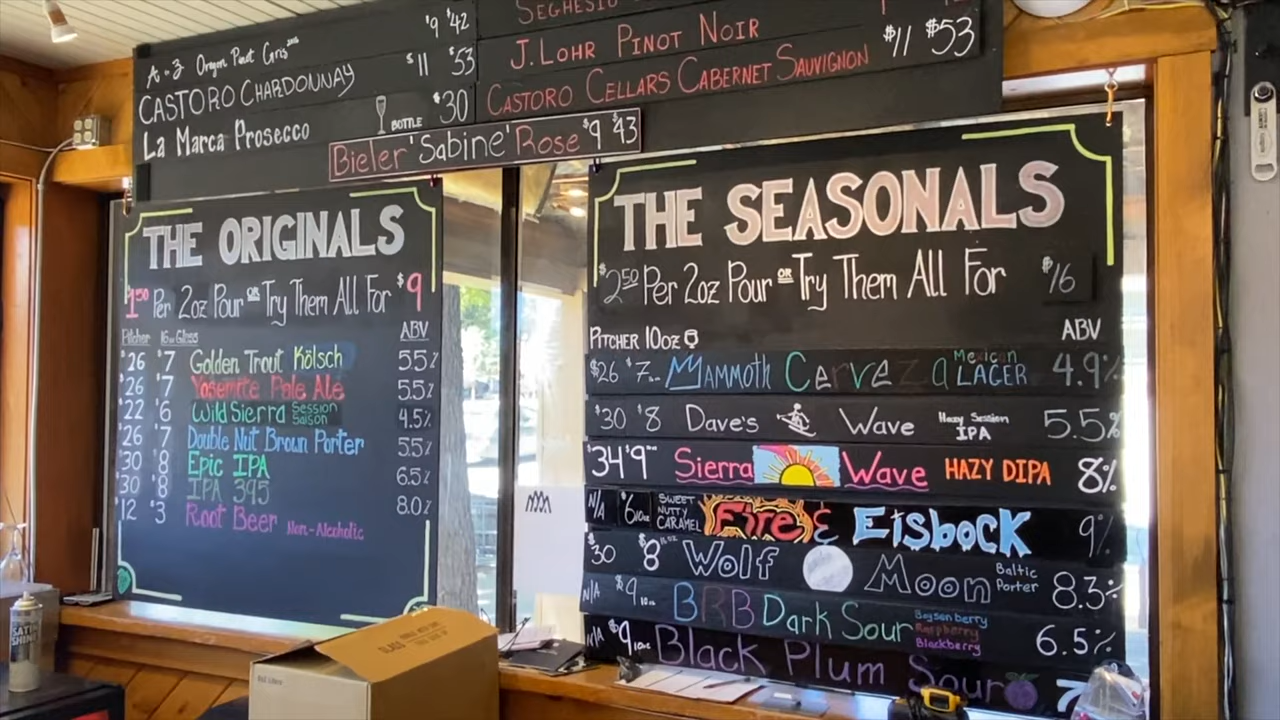 A to Z Oregon Pinot Gris $9 $42
CASTORO CHARDONNAY $11 $53
La Marca Prosecco BOTTLE $30
SEGHESIO
J. LOHR PINOT NOIR
CASTORO CELLARS CABERNET SAUVIGNON $11 $53
Bieler 'Sabine' Rose $9 $43
THE ORIGINALS
1.50 Per 2oz Pour OR Try Them All For $9
Pitcher 16oz Glass ABV
$26 $7 Golden Trout Kölsch 5.5%
$26 $7 Yosemite Pale Ale 5.5%
$22 $6 Wild Sierra Session Saison 4.5%
$26 $7 Double Nut Brown Porter 5.5%
$30 $8 Epic IPA 6.5%
$30 $8 IPA 395 8.0%
$12 $3 Root Beer Non-Alcoholic
THE SEASONALS
$2.50 Per 2oz Pour OR Try Them All For $16
PITCHER 10oz ABV
$26 $7 MAMMOTH Cerveza Mexican LAGER 4.9%
$30 $8 Dave's Wave Hazy Session IPA 5.5%
$34 $9 Sierra Wave HAZY DIPA 8%
N/A $6 10oz SWEET NUTTY CARAMEL Fire & EisbocK 9%
$30 $8 Wolf Moon Baltic Porter 8.3%
N/A $9 10oz BRB Dark Sour Boysenberry Raspberry Blackberry 6.5%
N/A $9 10oz Black Plum Sour
SATIN